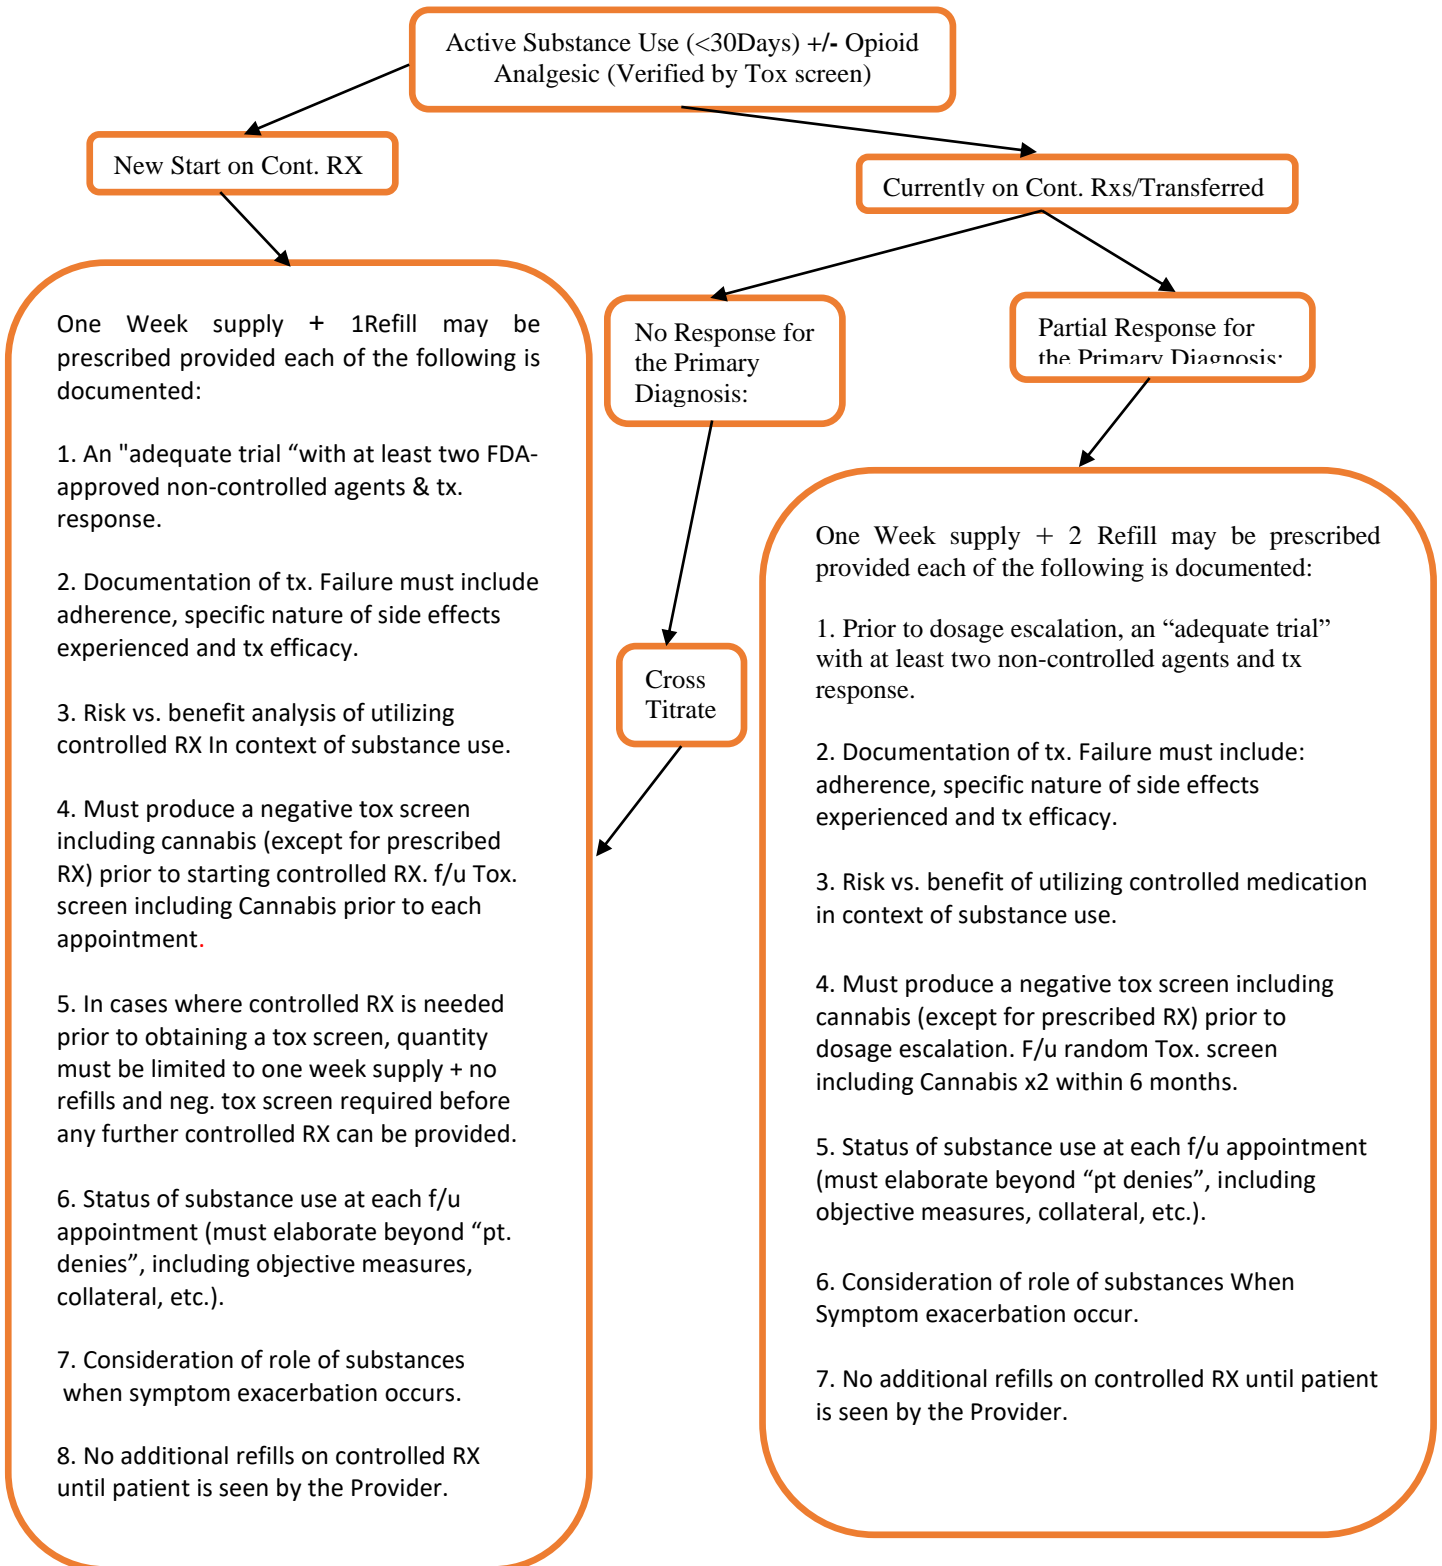 Active Substance Use (<30Days) +/- Opioid
Analgesic (Verified by Tox screen)
New Start on Cont. RX
Currently on Cont. Rxs/Transferred
One Week supply + 1Refill may be
prescribed provided each of the following is
documented:
1. An "adequate trial “with at least two FDA-
approved non-controlled agents & tx.
response.
2. Documentation of tx. Failure must include
adherence, specific nature of side effects
experienced and tx efficacy.
3. Risk vs. benefit analysis of utilizing
controlled RX In context of substance use.
4. Must produce a negative tox screen
including cannabis (except for prescribed
RX) prior to starting controlled RX. f/u Tox.
screen including Cannabis prior to each
appointment.
5. In cases where controlled RX is needed
prior to obtaining a tox screen, quantity
must be limited to one week supply + no
refills and neg. tox screen required before
any further controlled RX can be provided.
6. Status of substance use at each f/u
appointment (must elaborate beyond “pt.
denies”, including objective measures,
collateral, etc.).
7. Consideration of role of substances
when symptom exacerbation occurs.
8. No additional refills on controlled RX
until patient is seen by the Provider.
No Response for
the Primary
Diagnosis:
Cross
Titrate
Partial Response for
the Primary Diagnosis:
One Week supply + 2 Refill may be prescribed
provided each of the following is documented:
1. Prior to dosage escalation, an “adequate trial”
with at least two non-controlled agents and tx
response.
2. Documentation of tx. Failure must include:
adherence, specific nature of side effects
experienced and tx efficacy.
3. Risk vs. benefit of utilizing controlled medication
in context of substance use.
4. Must produce a negative tox screen including
cannabis (except for prescribed RX) prior to
dosage escalation. F/u random Tox. screen
including Cannabis x2 within 6 months.
5. Status of substance use at each f/u appointment
(must elaborate beyond “pt denies”, including
objective measures, collateral, etc.).
6. Consideration of role of substances When
Symptom exacerbation occur.
7. No additional refills on controlled RX until patient
is seen by the Provider.